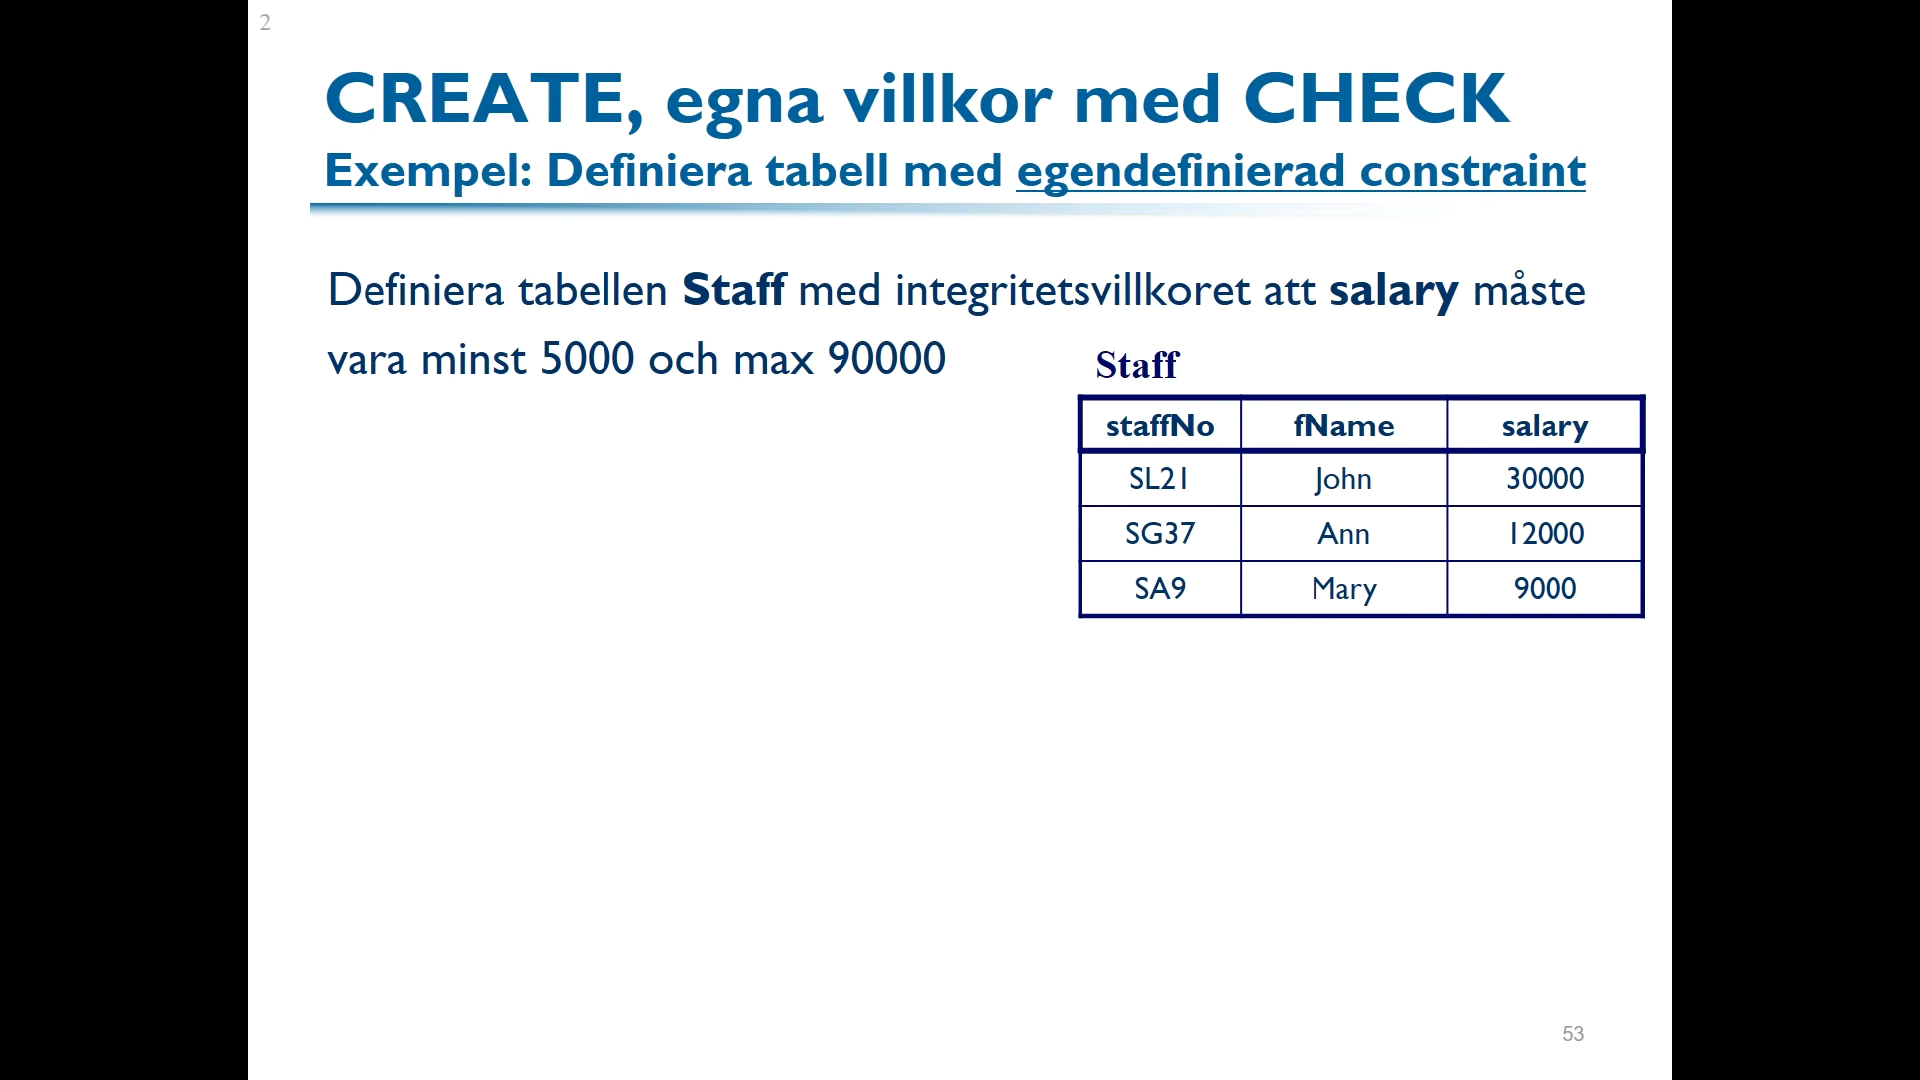 2
CREATE, egna villkor med CHECK
Exempel: Definiera tabell med egendefinierad constraint
Definiera tabellen Staff med integritetsvillkoret att salary måste
vara minst 5000 och max 90000
Staff
staffNo fName salary
SL21 John 30000
SG37 Ann 12000
SA9 Mary 9000
53